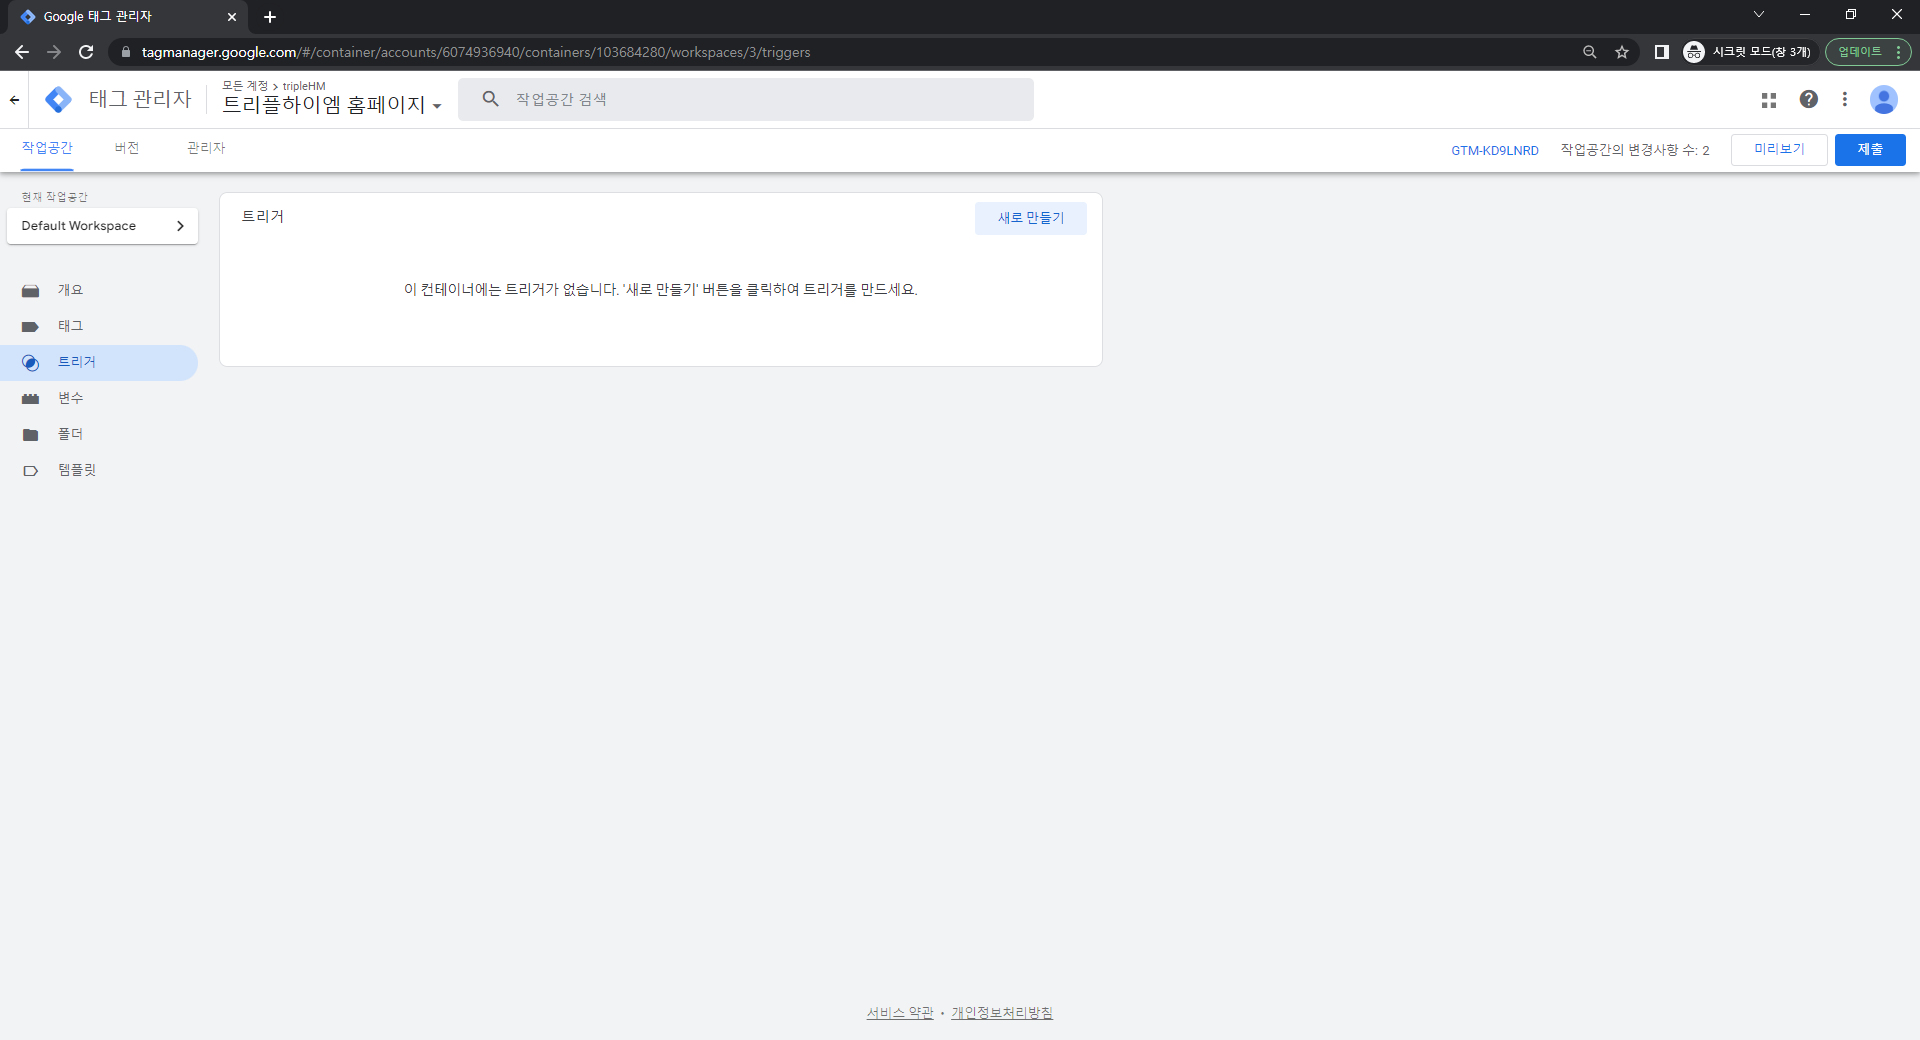 Google 태그 관리자
tagmanager.google.com/#/container/accounts/6074936940/containers/103684280/workspaces/3/triggers
시크릿 모드(창 3개)
업데이트
태그 관리자
모든 계정 > tripleHM
트리플하이엠 홈페이지
작업공간 검색
작업공간
버전
관리자
GTM-KD9LNRD
작업공간의 변경사항 수: 2
미리보기
제출
현재 작업공간
Default Workspace
트리거
새로 만들기
이 컨테이너에는 트리거가 없습니다. '새로 만들기' 버튼을 클릭하여 트리거를 만드세요.
개요
태그
트리거
변수
폴더
템플릿
서비스 약관 • 개인정보처리방침